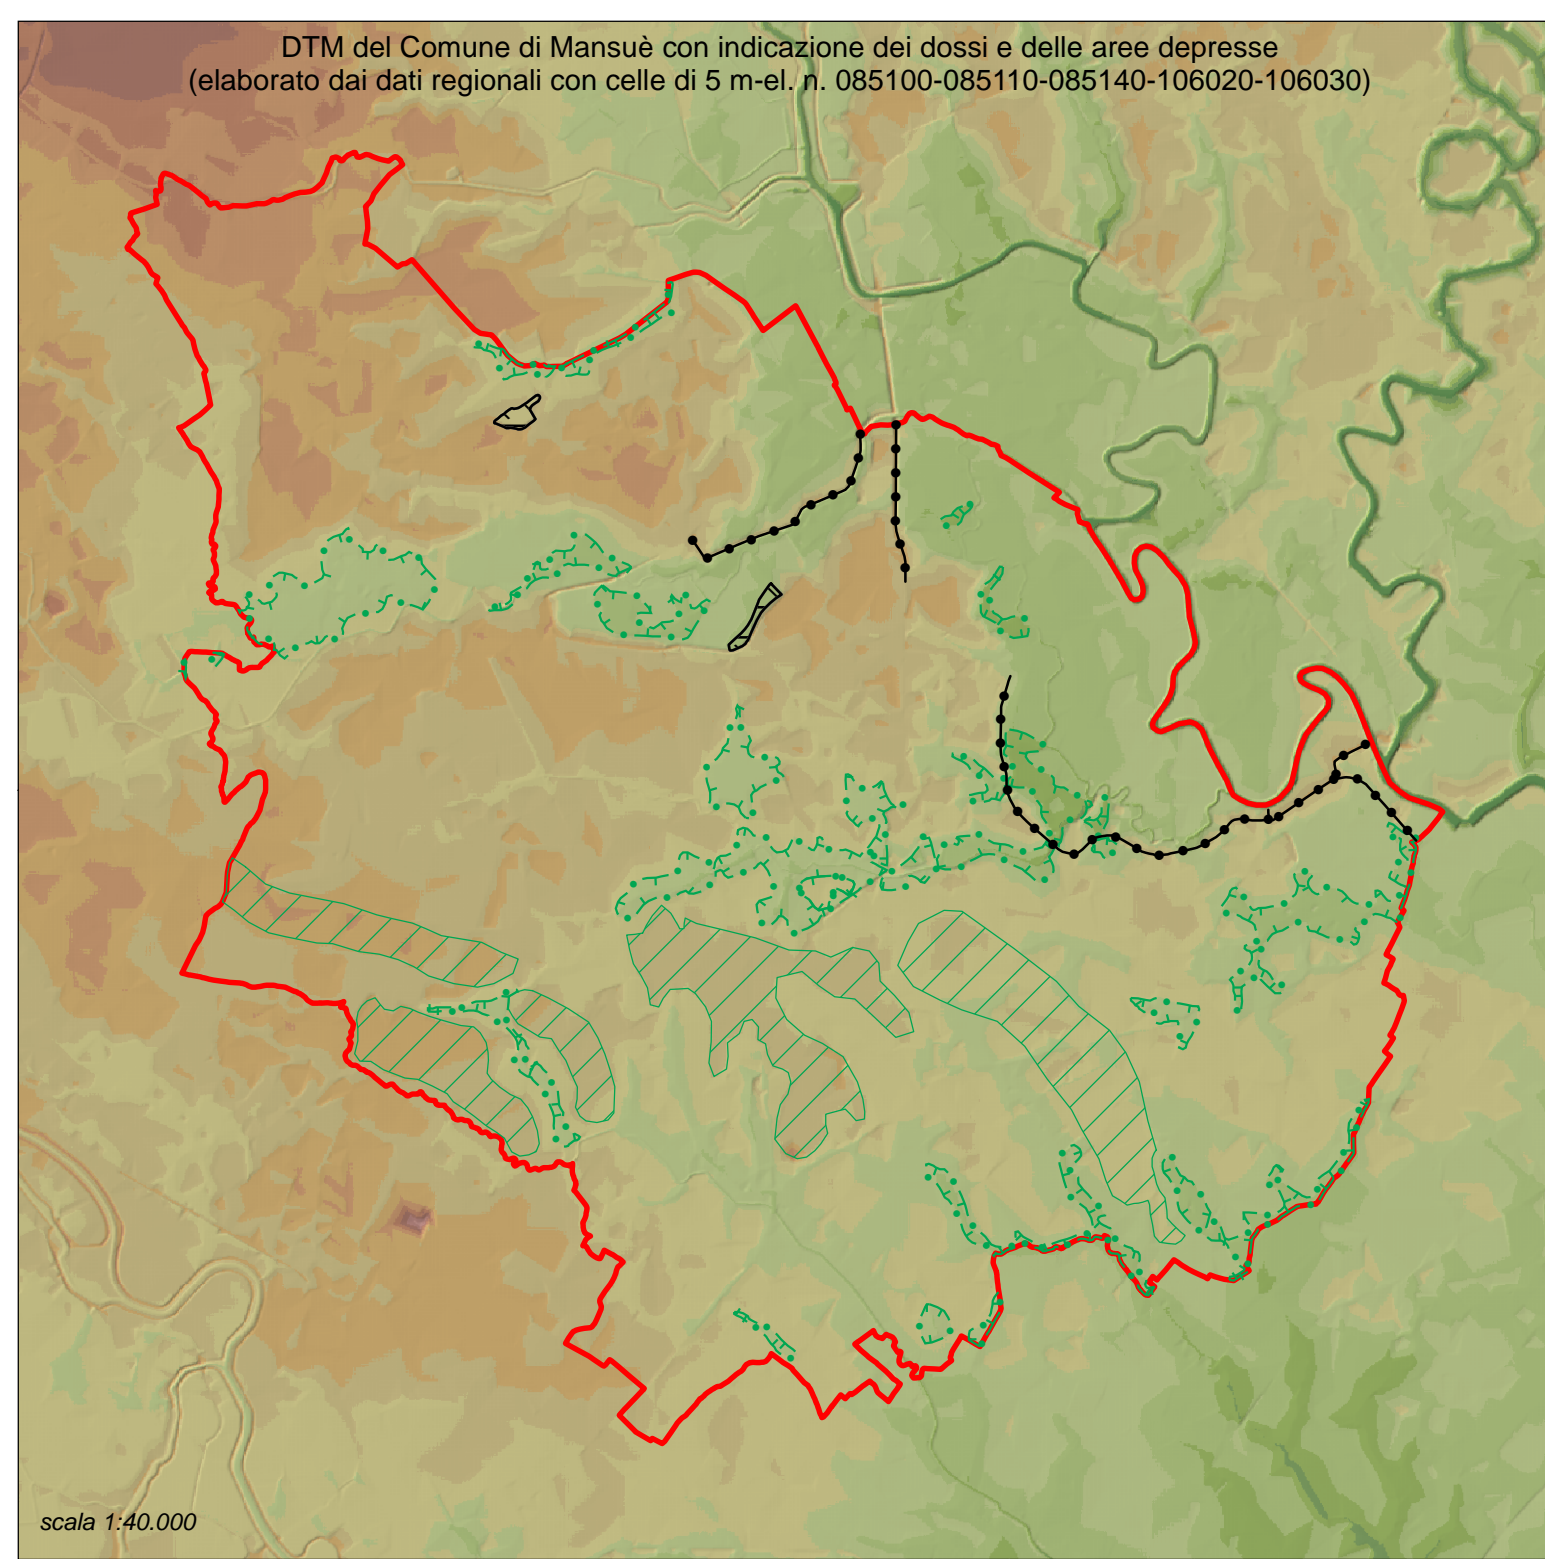 DTM del Comune di Mansuè con indicazione dei dossi e delle aree depresse
(elaborato dai dati regionali con celle di 5 m-el. n. 085100-085110-085140-106020-106030)
scala 1:40.000